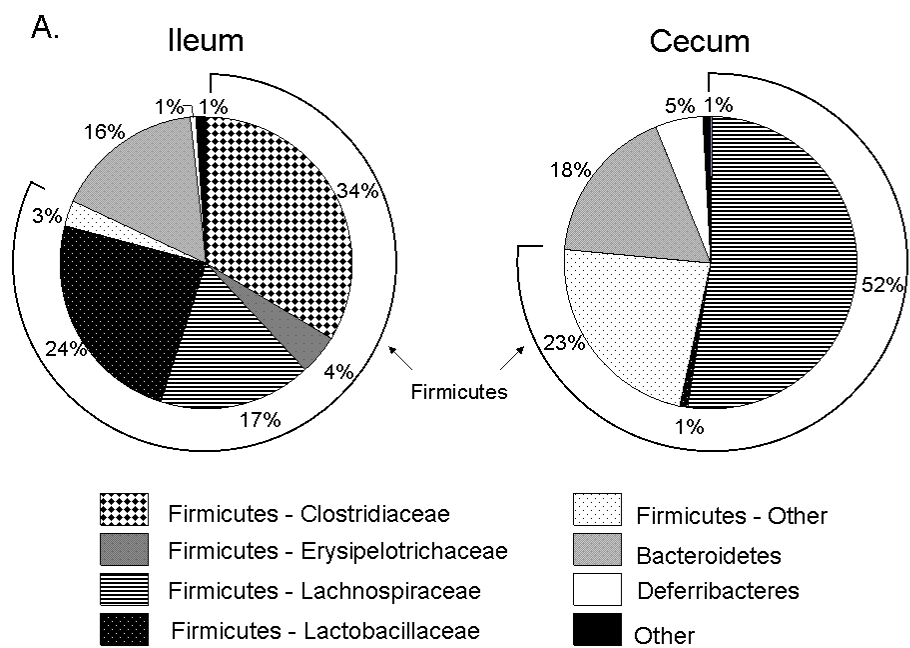 A.
Ileum
Cecum
1% 1%
16%
34%
3%
24%
4%
17%
5% 1%
18%
52%
23%
1%
Firmicutes
Firmicutes - Clostridiaceae
Firmicutes - Erysipelotrichaceae
Firmicutes - Lachnospiraceae
Firmicutes - Lactobacillaceae
Firmicutes - Other
Bacteroidetes
Deferribacteres
Other